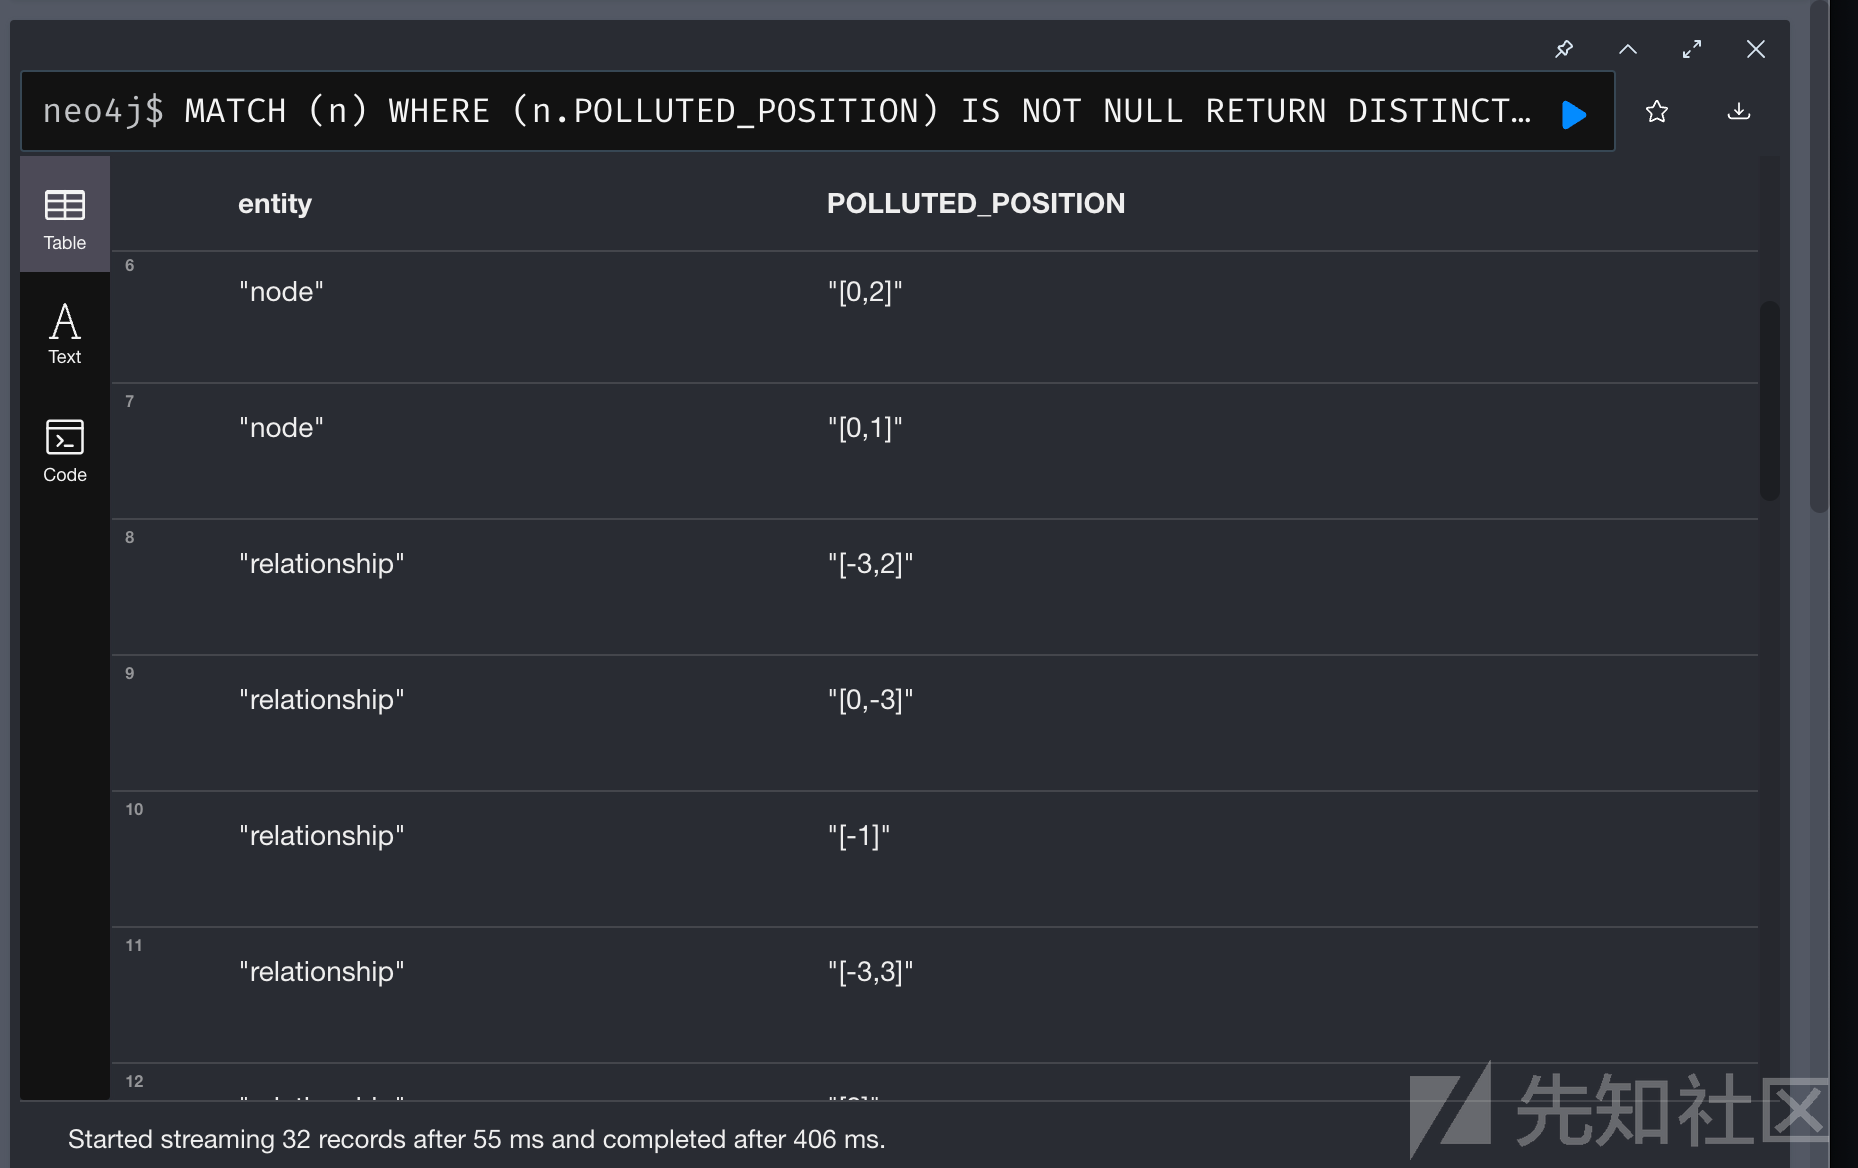 neo4j$ MATCH (n) WHERE (n.POLLUTED_POSITION) IS NOT NULL RETURN DISTINCT…
Table
Text
Code
entity POLLUTED_POSITION
6 "node" "[0,2]"
7 "node" "[0,1]"
8 "relationship" "[-3,2]"
9 "relationship" "[0,-3]"
10 "relationship" "[-1]"
11 "relationship" "[-3,3]"
12
Started streaming 32 records after 55 ms and completed after 406 ms.
先知社区